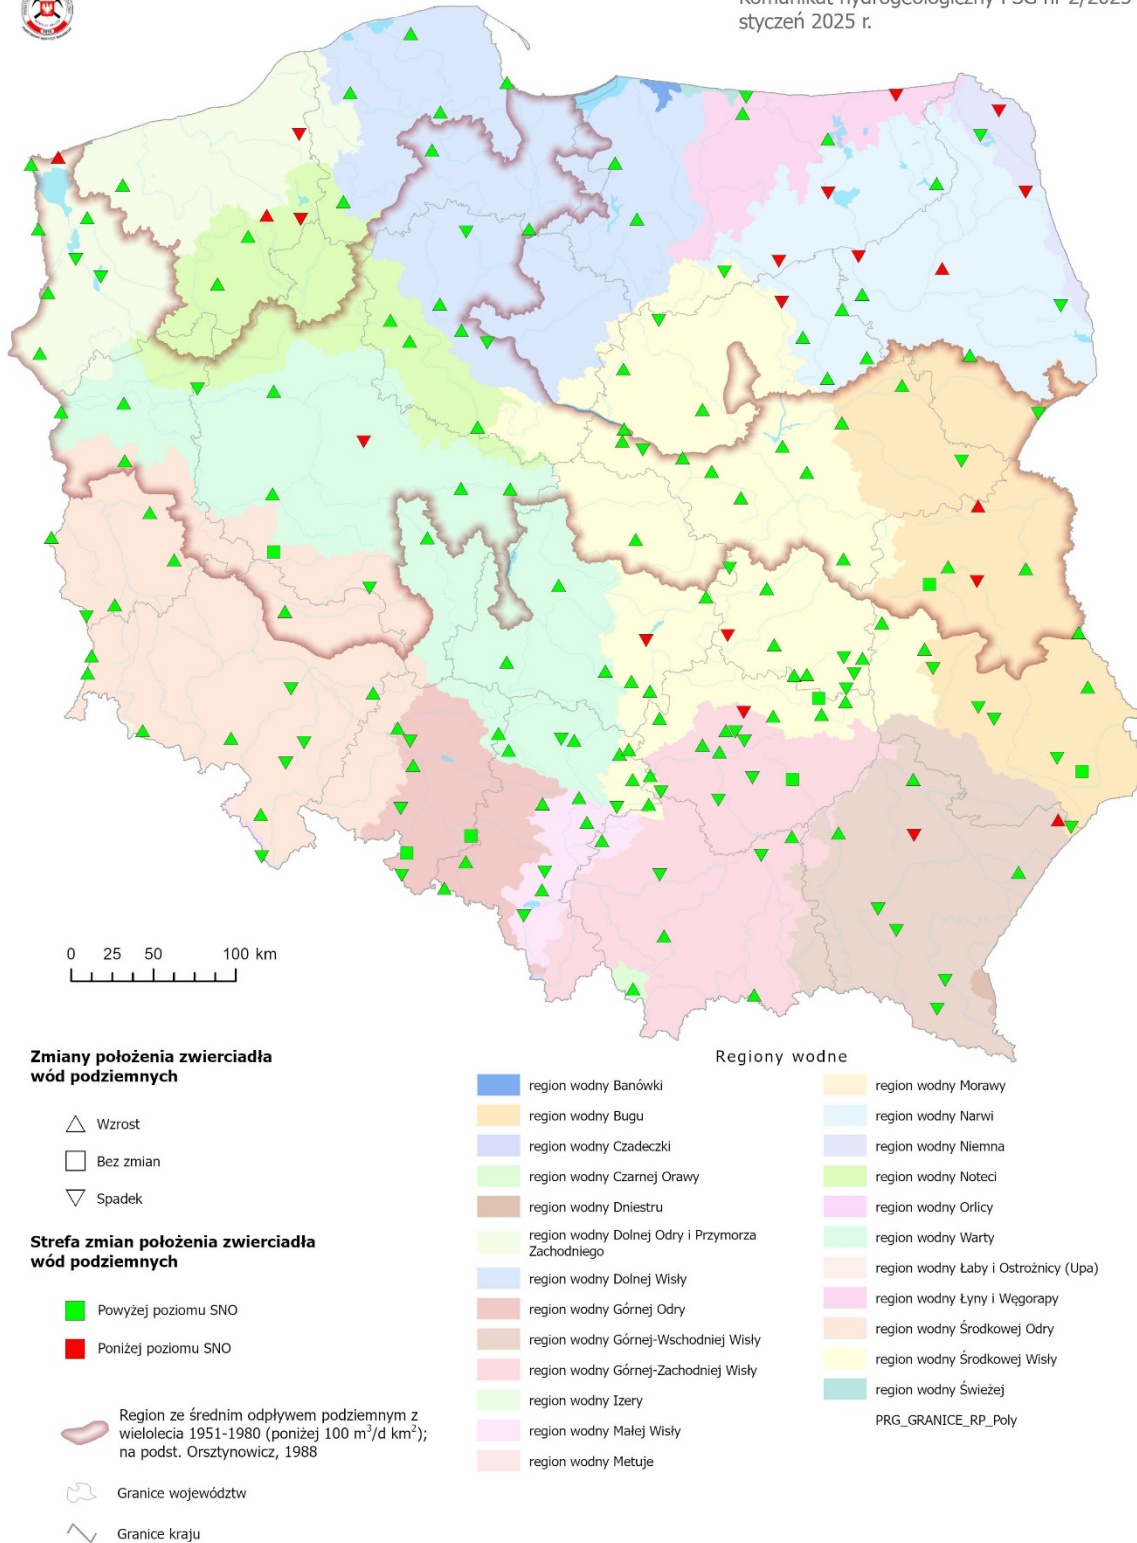 Komunikat hydrogeologiczny PSG nr 2/2025
styczeń 2025 r.
0 25 50 100 km
Zmiany położenia zwierciadła
wód podziemnych
Wzrost
Bez zmian
Spadek
Strefa zmian położenia zwierciadła
wód podziemnych
Powyżej poziomu SNO
Poniżej poziomu SNO
Region ze średnim odpływem podziemnym z
wielolecia 1951-1980 (poniżej 100 m³/d km²);
na podst. Orsztynowicz, 1988
Granice województw
Granice kraju
Regiony wodne
region wodny Banówki
region wodny Bugu
region wodny Czadeczki
region wodny Czarnej Orawy
region wodny Dniestru
region wodny Dolnej Odry i Przymorza
Zachodniego
region wodny Dolnej Wisły
region wodny Górnej Odry
region wodny Górnej-Wschodniej Wisły
region wodny Górnej-Zachodniej Wisły
region wodny Izery
region wodny Małej Wisły
region wodny Metuje
region wodny Morawy
region wodny Narwi
region wodny Niemna
region wodny Noteci
region wodny Orlicy
region wodny Warty
region wodny Łaby i Ostrożnicy (Upa)
region wodny Łyny i Węgorapy
region wodny Środkowej Odry
region wodny Środkowej Wisły
region wodny Świeżej
PRG_GRANICE_RP_Poly